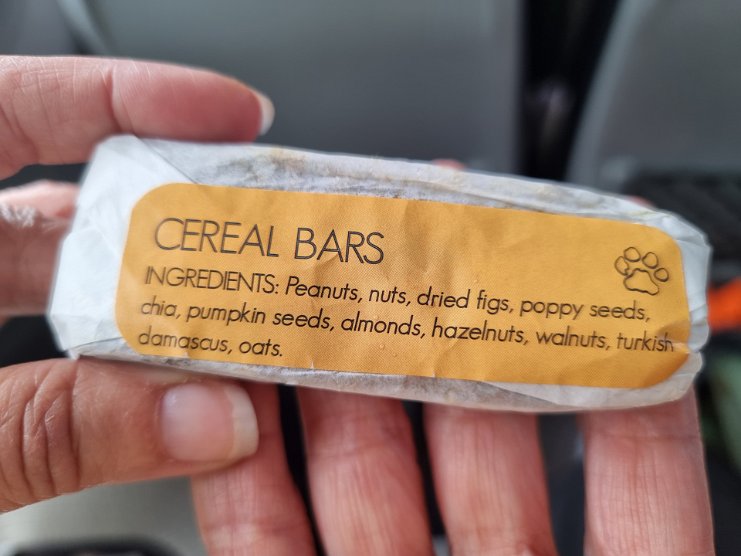 CEREAL BARS
INGREDIENTS: Peanuts, nuts, dried figs, poppy seeds,
chia, pumpkin seeds, almonds, hazelnuts, walnuts, turkish
damascus, oats.